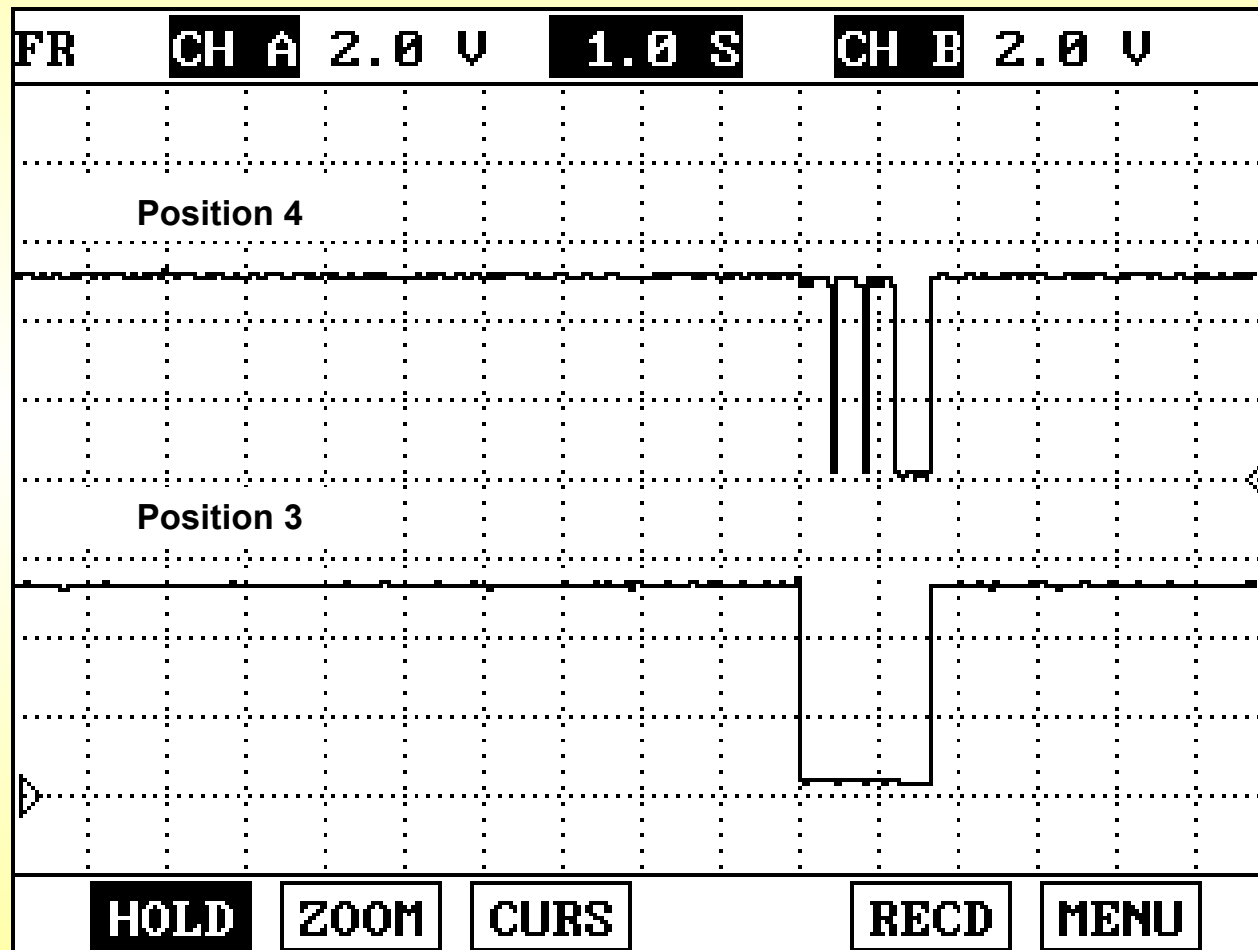 FR CH A 2.0 V 1.0 S CH B 2.0 V
Position 4
Position 3
HOLD ZOOM CURS RECD MENU